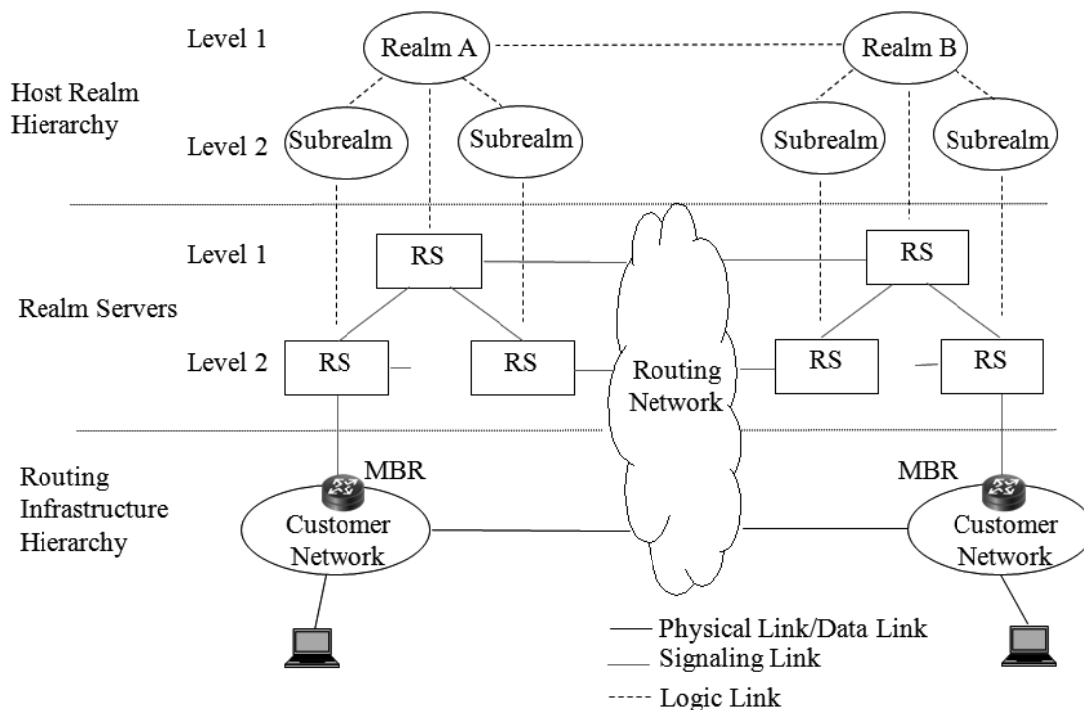 Level 1
Realm A
Realm B
Host Realm
Hierarchy
Level 2
Subrealm
Subrealm
Subrealm
Subrealm
Level 1
RS
RS
Realm Servers
Level 2
RS
RS
RS
RS
Routing
Network
Routing
Infrastructure
Hierarchy
MBR
MBR
Customer
Network
Customer
Network
Physical Link/Data Link
Signaling Link
Logic Link